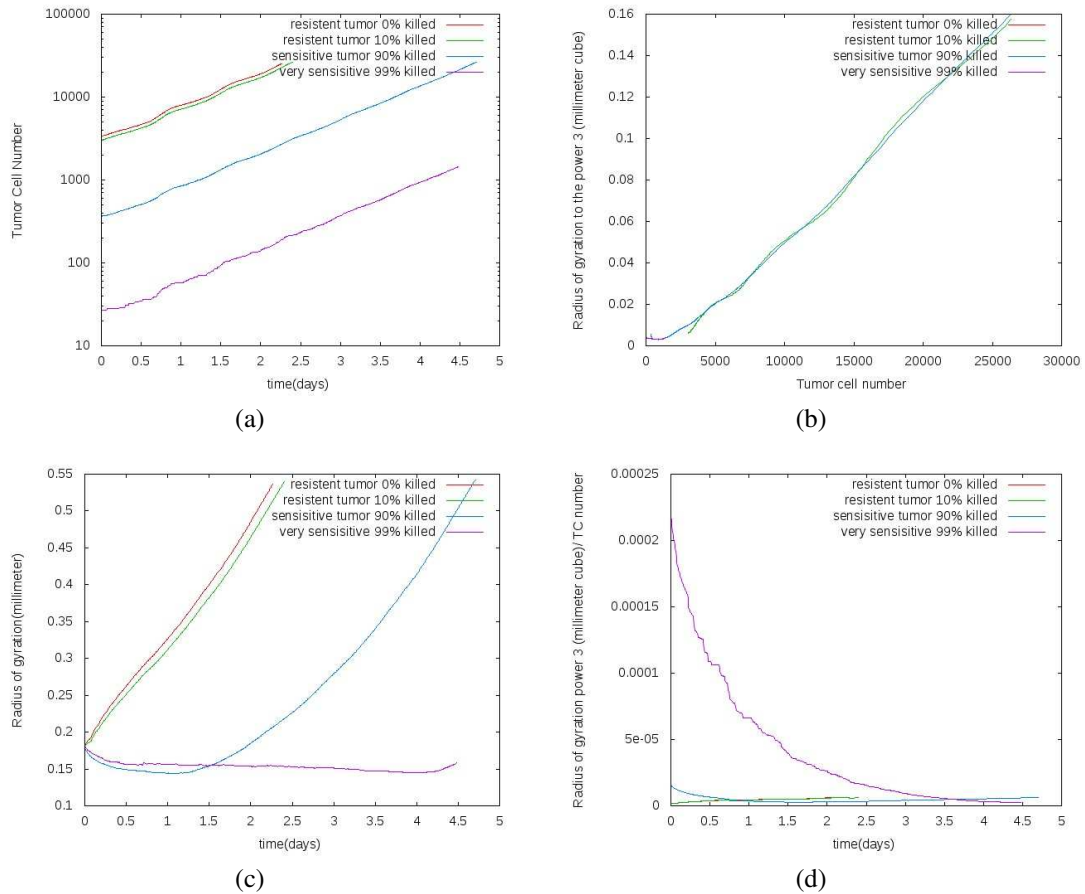 100000
10000
1000
100
10
Tumor Cell Number
resistent tumor 0% killed
resistent tumor 10% killed
sensisitive tumor 90% killed
very sensisitive 99% killed
0 0.5 1 1.5 2 2.5 3 3.5 4 4.5 5
time(days)
(a)
0.16
0.14
0.12
0.1
0.08
0.06
0.04
0.02
0
Radius of gyration to the power 3 (millimeter cube)
resistent tumor 0% killed
resistent tumor 10% killed
sensisitive tumor 90% killed
very sensisitive 99% killed
0 5000 10000 15000 20000 25000 30000
Tumor cell number
(b)
0.55
0.5
0.45
0.4
0.35
0.3
0.25
0.2
0.15
0.1
Radius of gyration(millimeter)
resistent tumor 0% killed
resistent tumor 10% killed
sensisitive tumor 90% killed
very sensisitive 99% killed
0 0.5 1 1.5 2 2.5 3 3.5 4 4.5 5
time(days)
(c)
0.00025
0.0002
0.00015
0.0001
5e-05
0
Radius of gyration power 3 (millimeter cube)/ TC number
resistent tumor 0% killed
resistent tumor 10% killed
sensisitive tumor 90% killed
very sensisitive 99% killed
0 0.5 1 1.5 2 2.5 3 3.5 4 4.5 5
time(days)
(d)